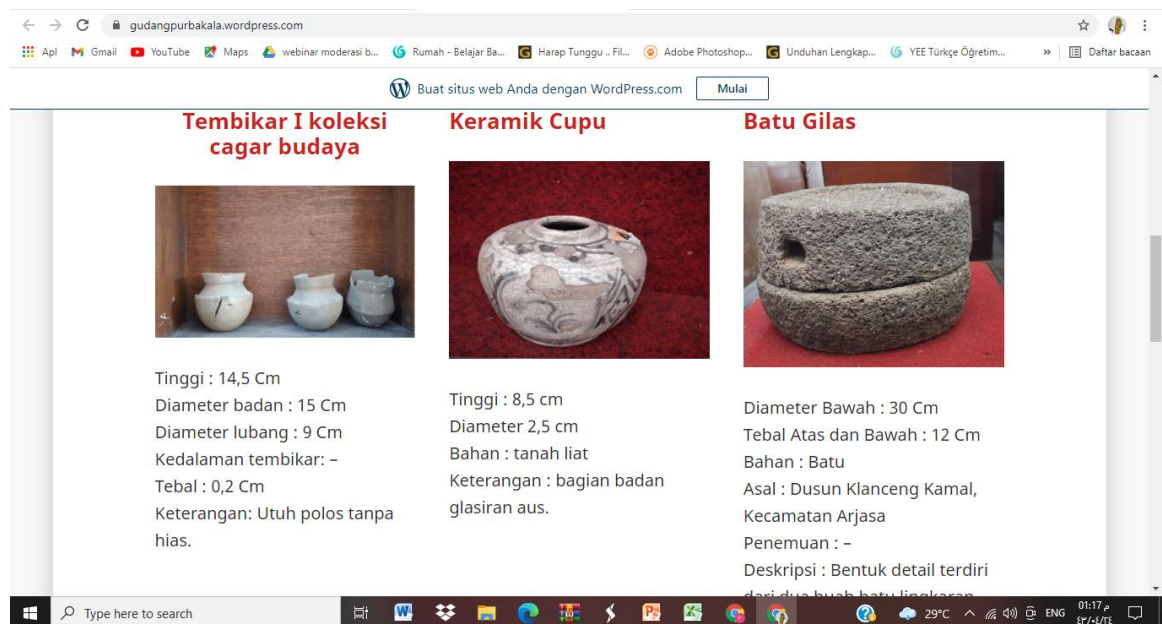 gudangpurbakala.wordpress.com
Apl
Gmail
YouTube
Maps
webinar moderasi b...
Rumah - Belajar Ba...
Harap Tunggu .. Fil...
Adobe Photoshop...
Unduhan Lengkap...
YEE Türkçe Öğretim...
»
Daftar bacaan
Buat situs web Anda dengan WordPress.com
Mulai
Tembikar I koleksi
cagar budaya
Tinggi : 14,5 Cm
Diameter badan : 15 Cm
Diameter lubang : 9 Cm
Kedalaman tembikar: –
Tebal : 0,2 Cm
Keterangan: Utuh polos tanpa
hias.
Keramik Cupu
Tinggi : 8,5 cm
Diameter 2,5 cm
Bahan : tanah liat
Keterangan : bagian badan
glasiran aus.
Batu Gilas
Diameter Bawah : 30 Cm
Tebal Atas dan Bawah : 12 Cm
Bahan : Batu
Asal : Dusun Klanceng Kamal,
Kecamatan Arjasa
Penemuan : –
Deskripsi : Bentuk detail terdiri
dari dua buah batu lingkaran
Type here to search
29°C
ENG
01:17 م